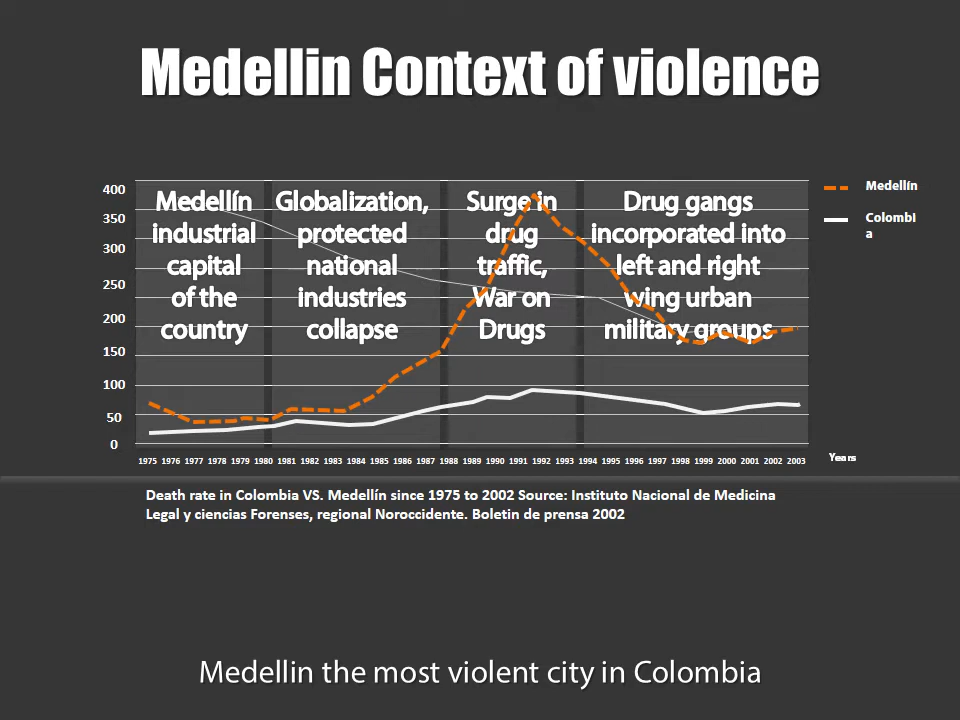 Medellin Context of violence
400
350
300
250
200
150
100
50
0
Medellín
industrial
capital
of the
country
Globalization,
protected
national
industries
collapse
Surge in
drug
traffic,
War on
Drugs
Drug gangs
incorporated into
left and right
wing urban
military groups
Medellín
Colombi
a
1975 1976 1977 1978 1979 1980 1981 1982 1983 1984 1985 1986 1987 1988 1989 1990 1991 1992 1993 1994 1995 1996 1997 1998 1999 2000 2001 2002 2003
Years
Death rate in Colombia VS. Medellín since 1975 to 2002 Source: Instituto Nacional de Medicina
Legal y ciencias Forenses, regional Noroccidente. Boletin de prensa 2002
Medellin the most violent city in Colombia